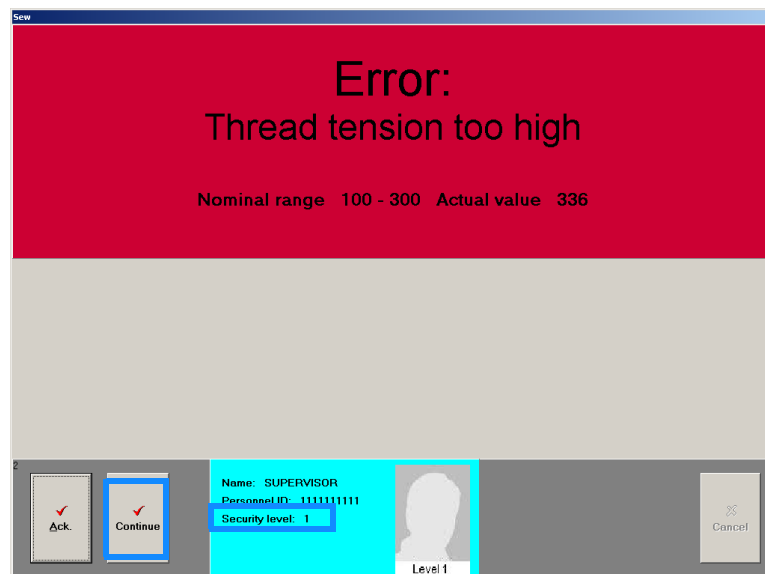 Sew
Error:
Thread tension too high
Nominal range 100 - 300 Actual value 336
2
Name: SUPERVISOR
Personnel ID: 1111111111
Security level: 1
Ack.
Continue
Level 1
Cancel